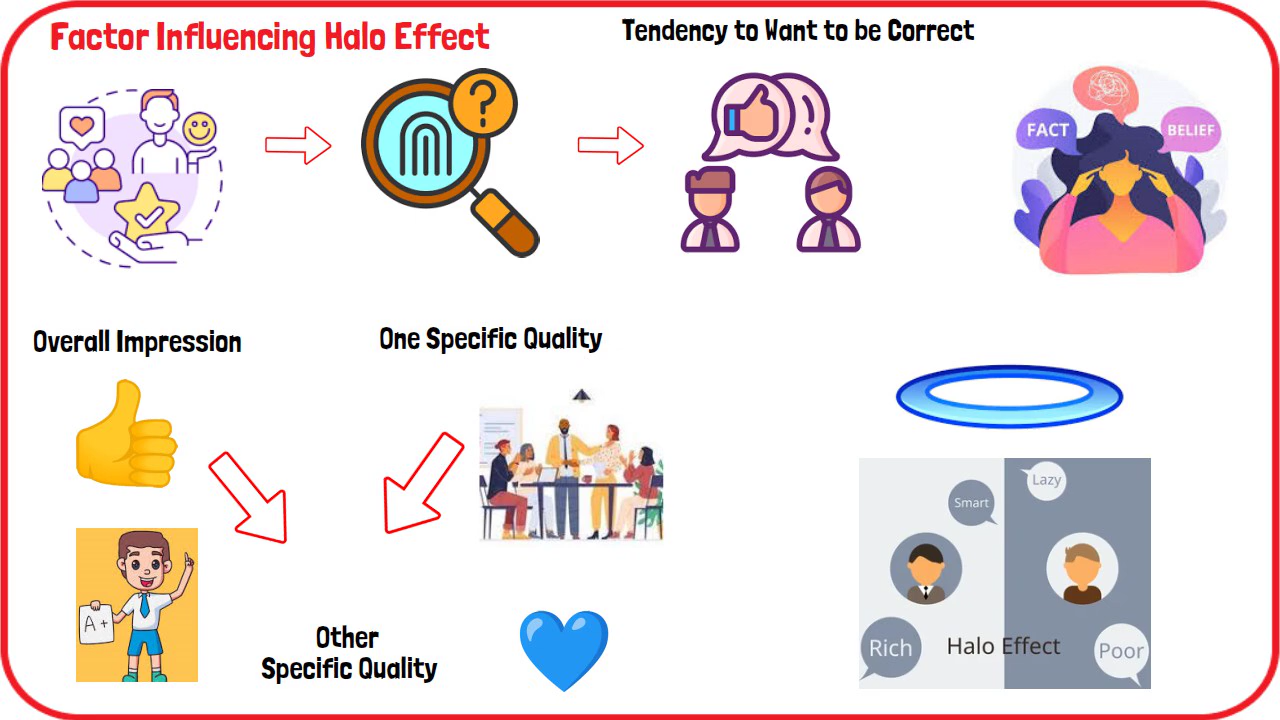 Factor Influencing Halo Effect
Tendency to Want to be Correct
?
FACT
BELIEF
Overall Impression
One Specific Quality
A+
Other
Specific Quality
Smart
Lazy
Rich
Halo Effect
Poor